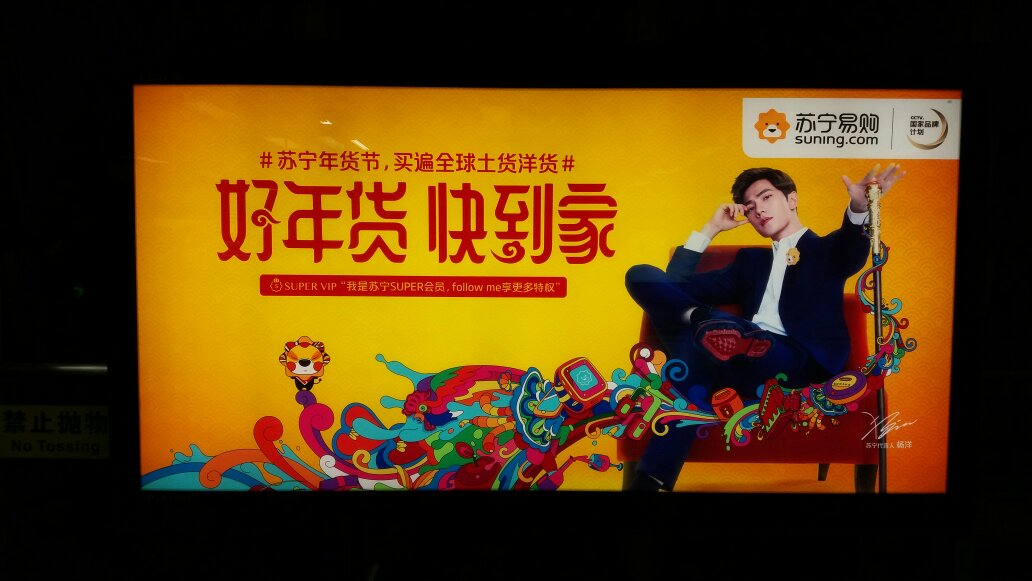 苏宁易购
suning.com
CCTV.
国家品牌
计划
#苏宁年货节,买遍全球土货洋货#
好年货 快到家
SUPER VIP “我是苏宁SUPER会员,follow me享更多特权”
苏宁代言人 杨洋
禁止抛物
No Tossing